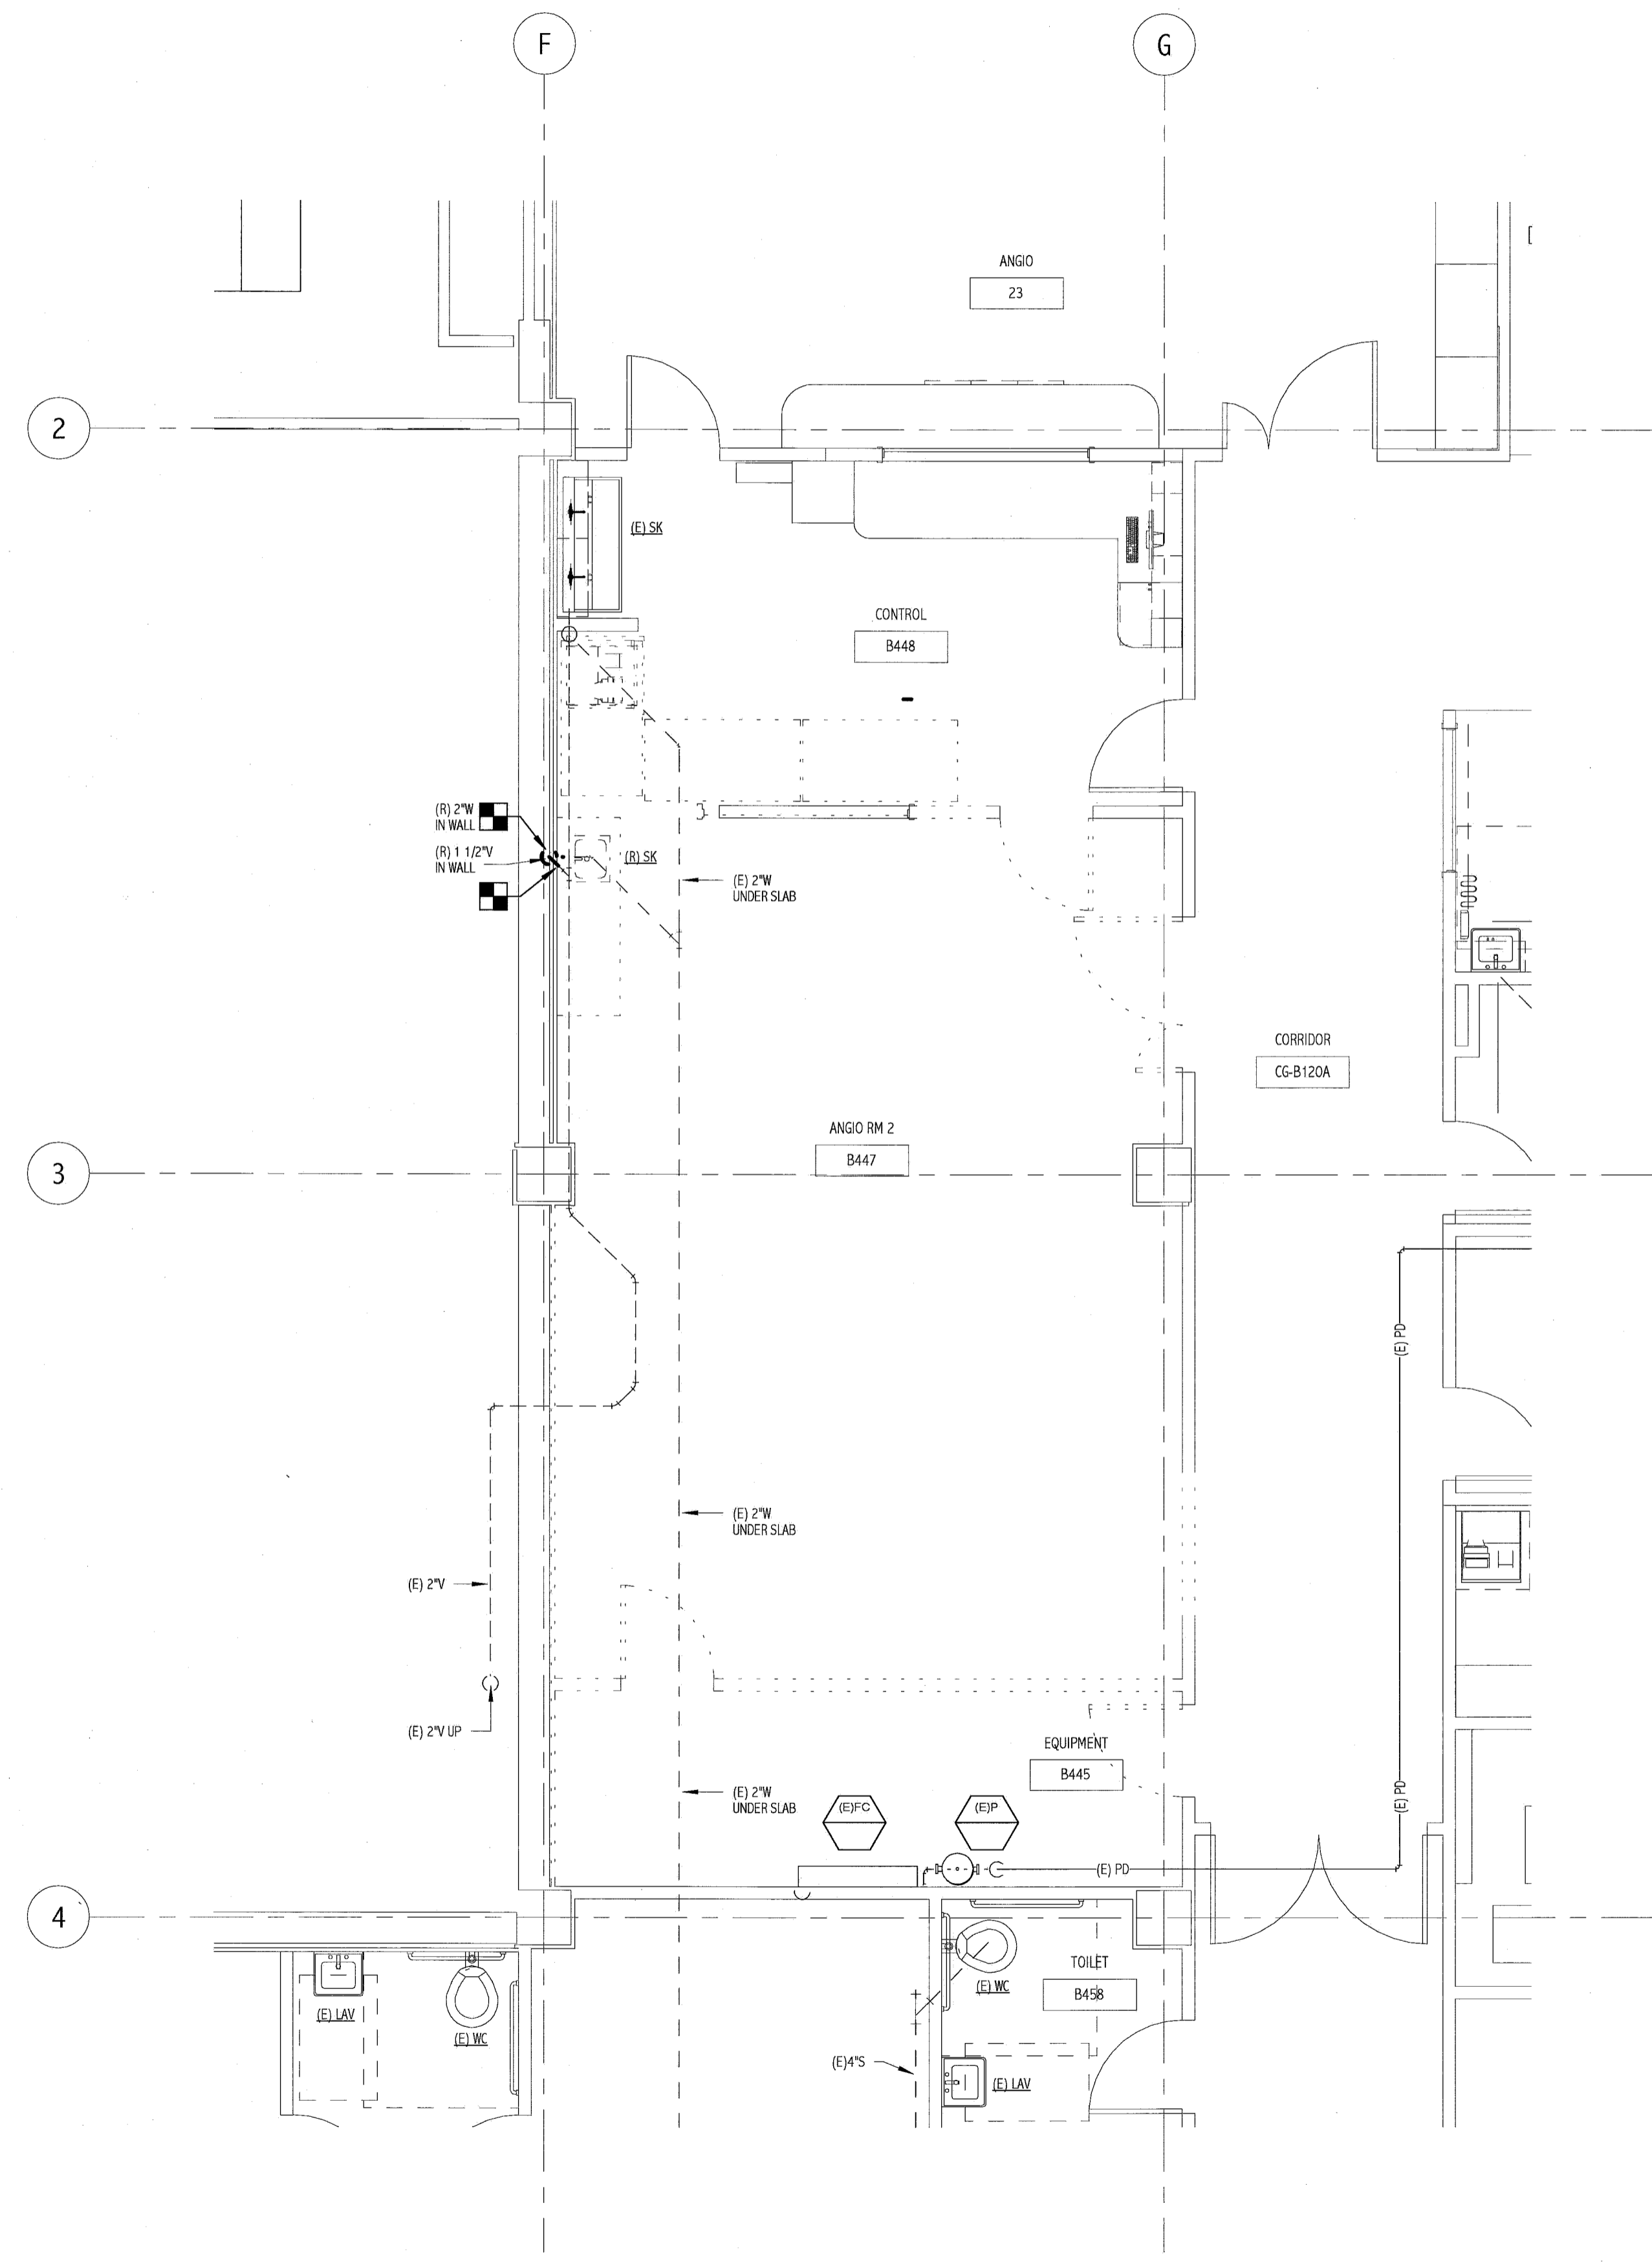 F
G
ANGIO
23
2
(E) SK
CONTROL
B448
(R) 2"W
IN WALL
(R) 1 1/2"V
IN WALL
(R) SK
(E) 2"W
UNDER SLAB
CORRIDOR
CG-B120A
ANGIO RM 2
B447
3
(E) PD
(E) 2"W
UNDER SLAB
(E) 2"V
(E) 2"V UP
EQUIPMENT
B445
(E) 2"W
UNDER SLAB
(E)FC
(E)P
(E) PD
(E) PD
4
TOILET
B458
(E) WC
(E) LAV
(E) WC
(E)4"S
(E) LAV